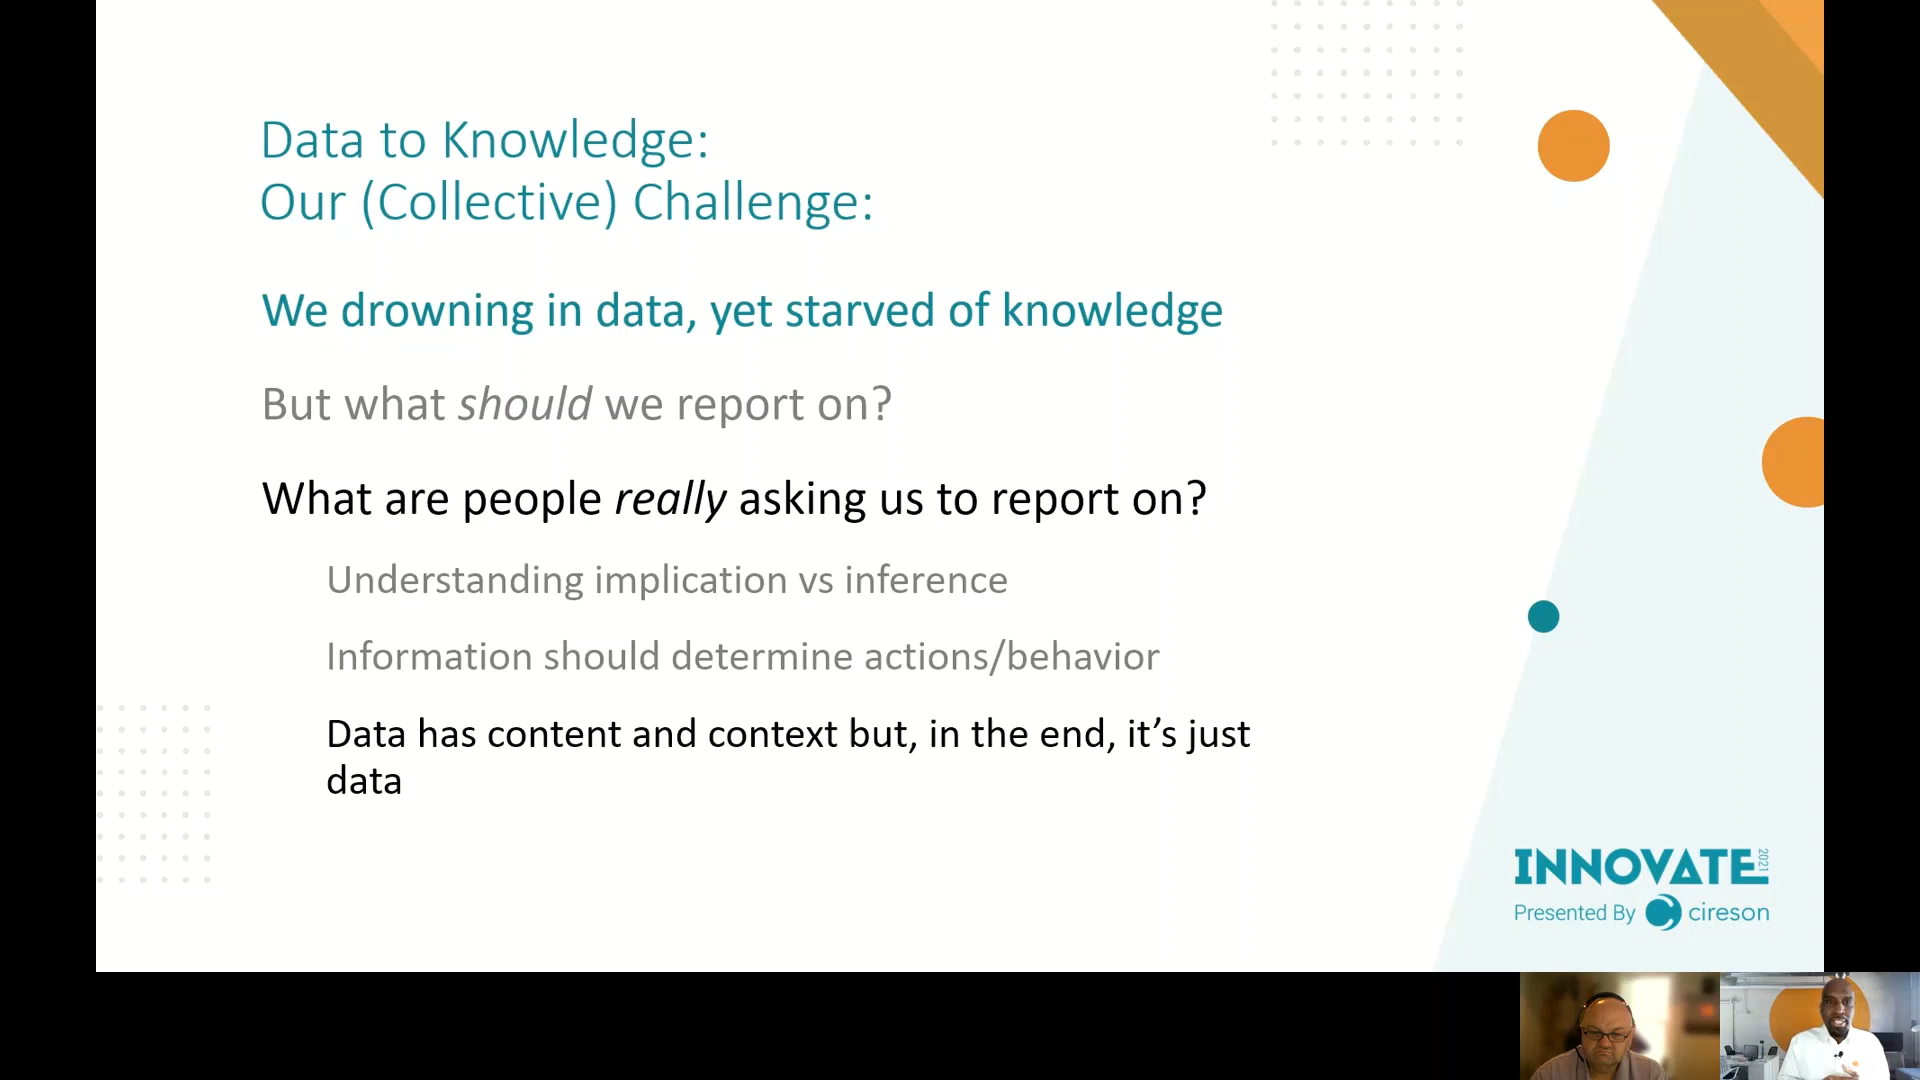 Data to Knowledge:
Our (Collective) Challenge:
We drowning in data, yet starved of knowledge
But what should we report on?
What are people really asking us to report on?
Understanding implication vs inference
Information should determine actions/behavior
Data has content and context but, in the end, it’s just
data
INNOVATE 2021
Presented By cireson